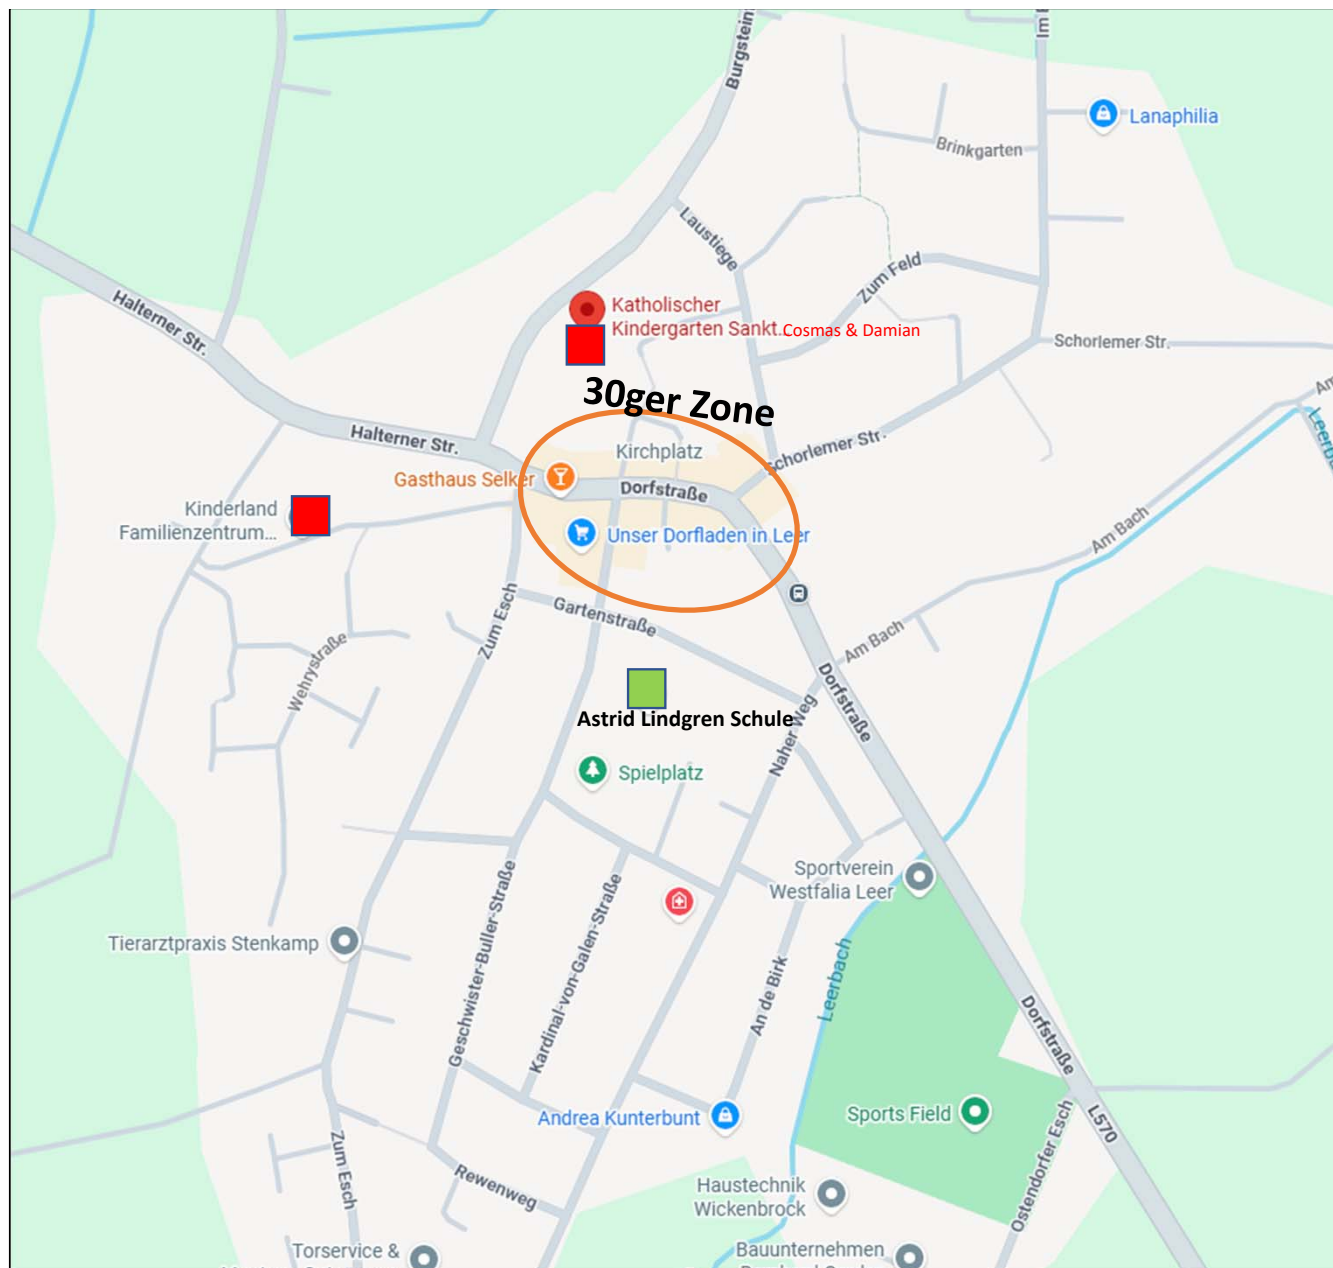 Burgstein
Im
Lanaphilia
Brinkgarten
Laustiege
Zum Feld
Halterner Str.
Katholischer
Kindergarten Sankt..Cosmas & Damian
Schorlemer Str.
Am
30ger Zone
Halterner Str.
Kirchplatz
Schorlemer Str.
Gasthaus Selker
Dorfstraße
Kinderland
Familienzentrum...
Unser Dorfladen in Leer
Am Bach
Zum Esch
Gartenstraße
Am Bach
Wehrystraße
Dorfstraße
Astrid Lindgren Schule
Naher Weg
Spielplatz
Sportverein
Westfalia Leer
Tierarztpraxis Stenkamp
Geschwister-Buller-Straße
Kardinal-von-Galen-Straße
An de Birk
Leerbach
Dorfstraße
Andrea Kunterbunt
Sports Field
L570
Ostendorfer Esch
Zum Esch
Rewenweg
Haustechnik
Wickenbrock
Torservice &
Bauunternehmen